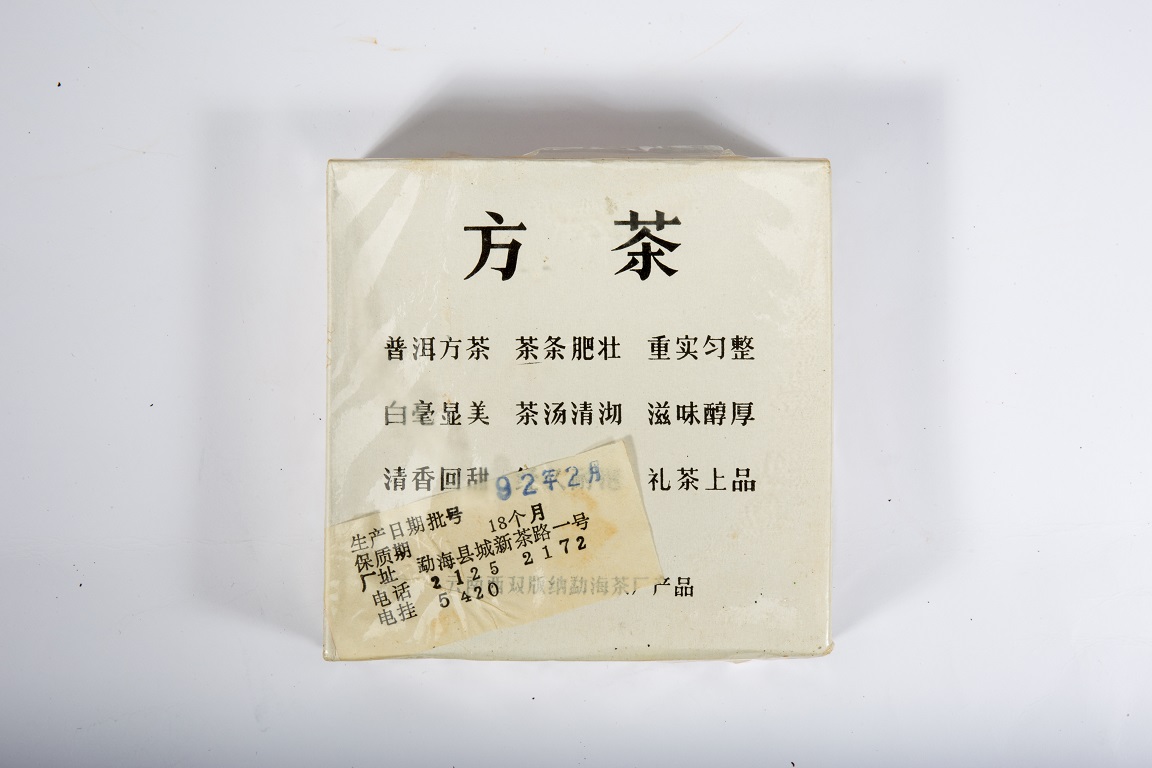 方 茶
普洱方茶 茶条肥壮 重实匀整
白毫显美 茶汤清沏 滋味醇厚
清香回甜 礼茶上品
云南西双版纳勐海茶厂产品
生产日期批号 92年2月
保质期 18个月
厂址 勐海县城新茶路一号
电话 2125 2172
电挂 5420